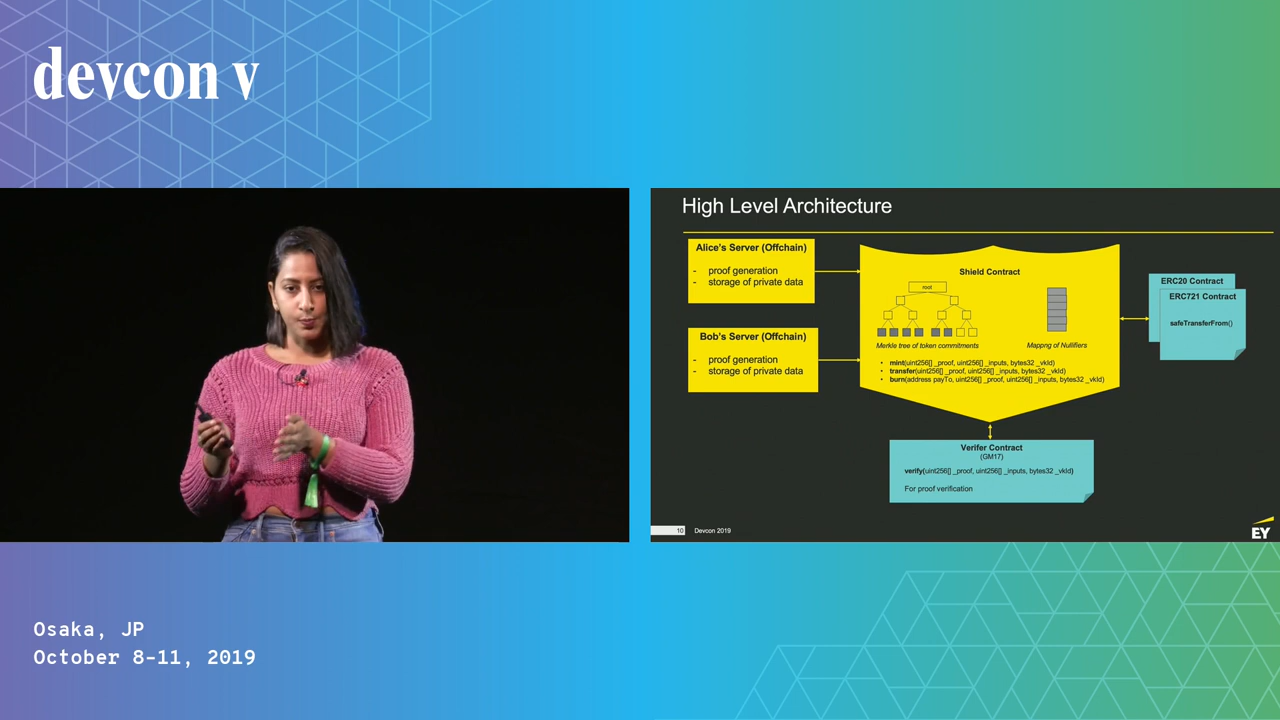 devcon v
High Level Architecture
Alice's Server (Offchain)
- proof generation
- storage of private data
Bob's Server (Offchain)
- proof generation
- storage of private data
Shield Contract
root
Merkle tree of token commitments
Mappng of Nullifiers
• mint(uint256[] _proof, uint256[] _inputs, bytes32 _vkId)
• transfer(uint256[] _proof, uint256[] _inputs, bytes32 _vkId)
• burn(address payTo, uint256[] _proof, uint256[] _inputs, bytes32 _vkId)
ERC20 Contract
ERC721 Contract
safeTransferFrom()
Verifer Contract
(GM17)
verify(uint256[] _proof, uint256[] _inputs, bytes32 _vkId)
For proof verification
10 Devcon 2019
EY
Osaka, JP
October 8-11, 2019